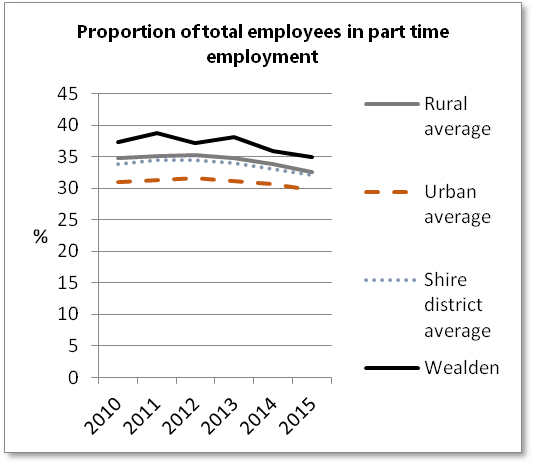 Proportion of total employees in part time
employment
45
40
35
30
25
20
15
10
5
0
%
2010
2011
2012
2013
2014
2015
Rural
average
Urban
average
Shire
district
average
Wealden